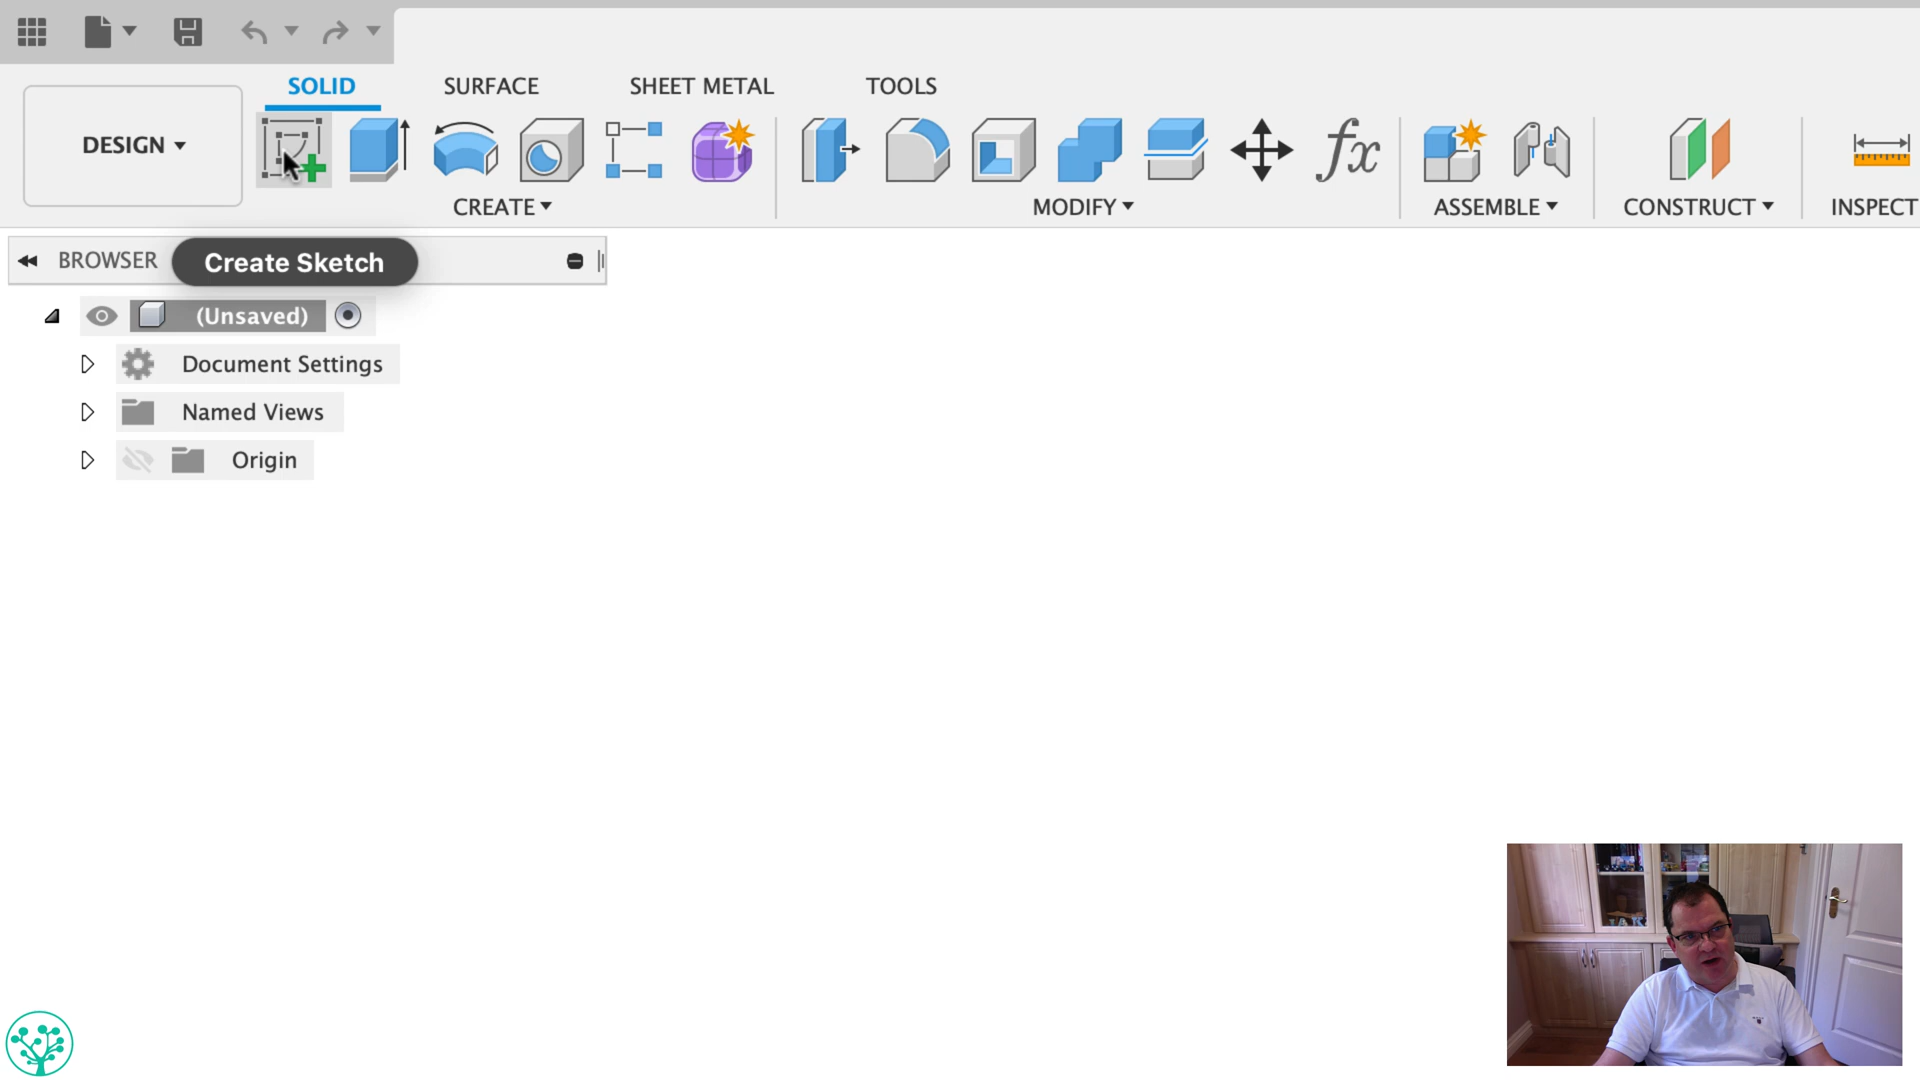 SOLID SURFACE SHEET METAL TOOLS
DESIGN
fx
CREATE MODIFY ASSEMBLE CONSTRUCT INSPECT
BROWSER
Create Sketch
(Unsaved)
Document Settings
Named Views
Origin